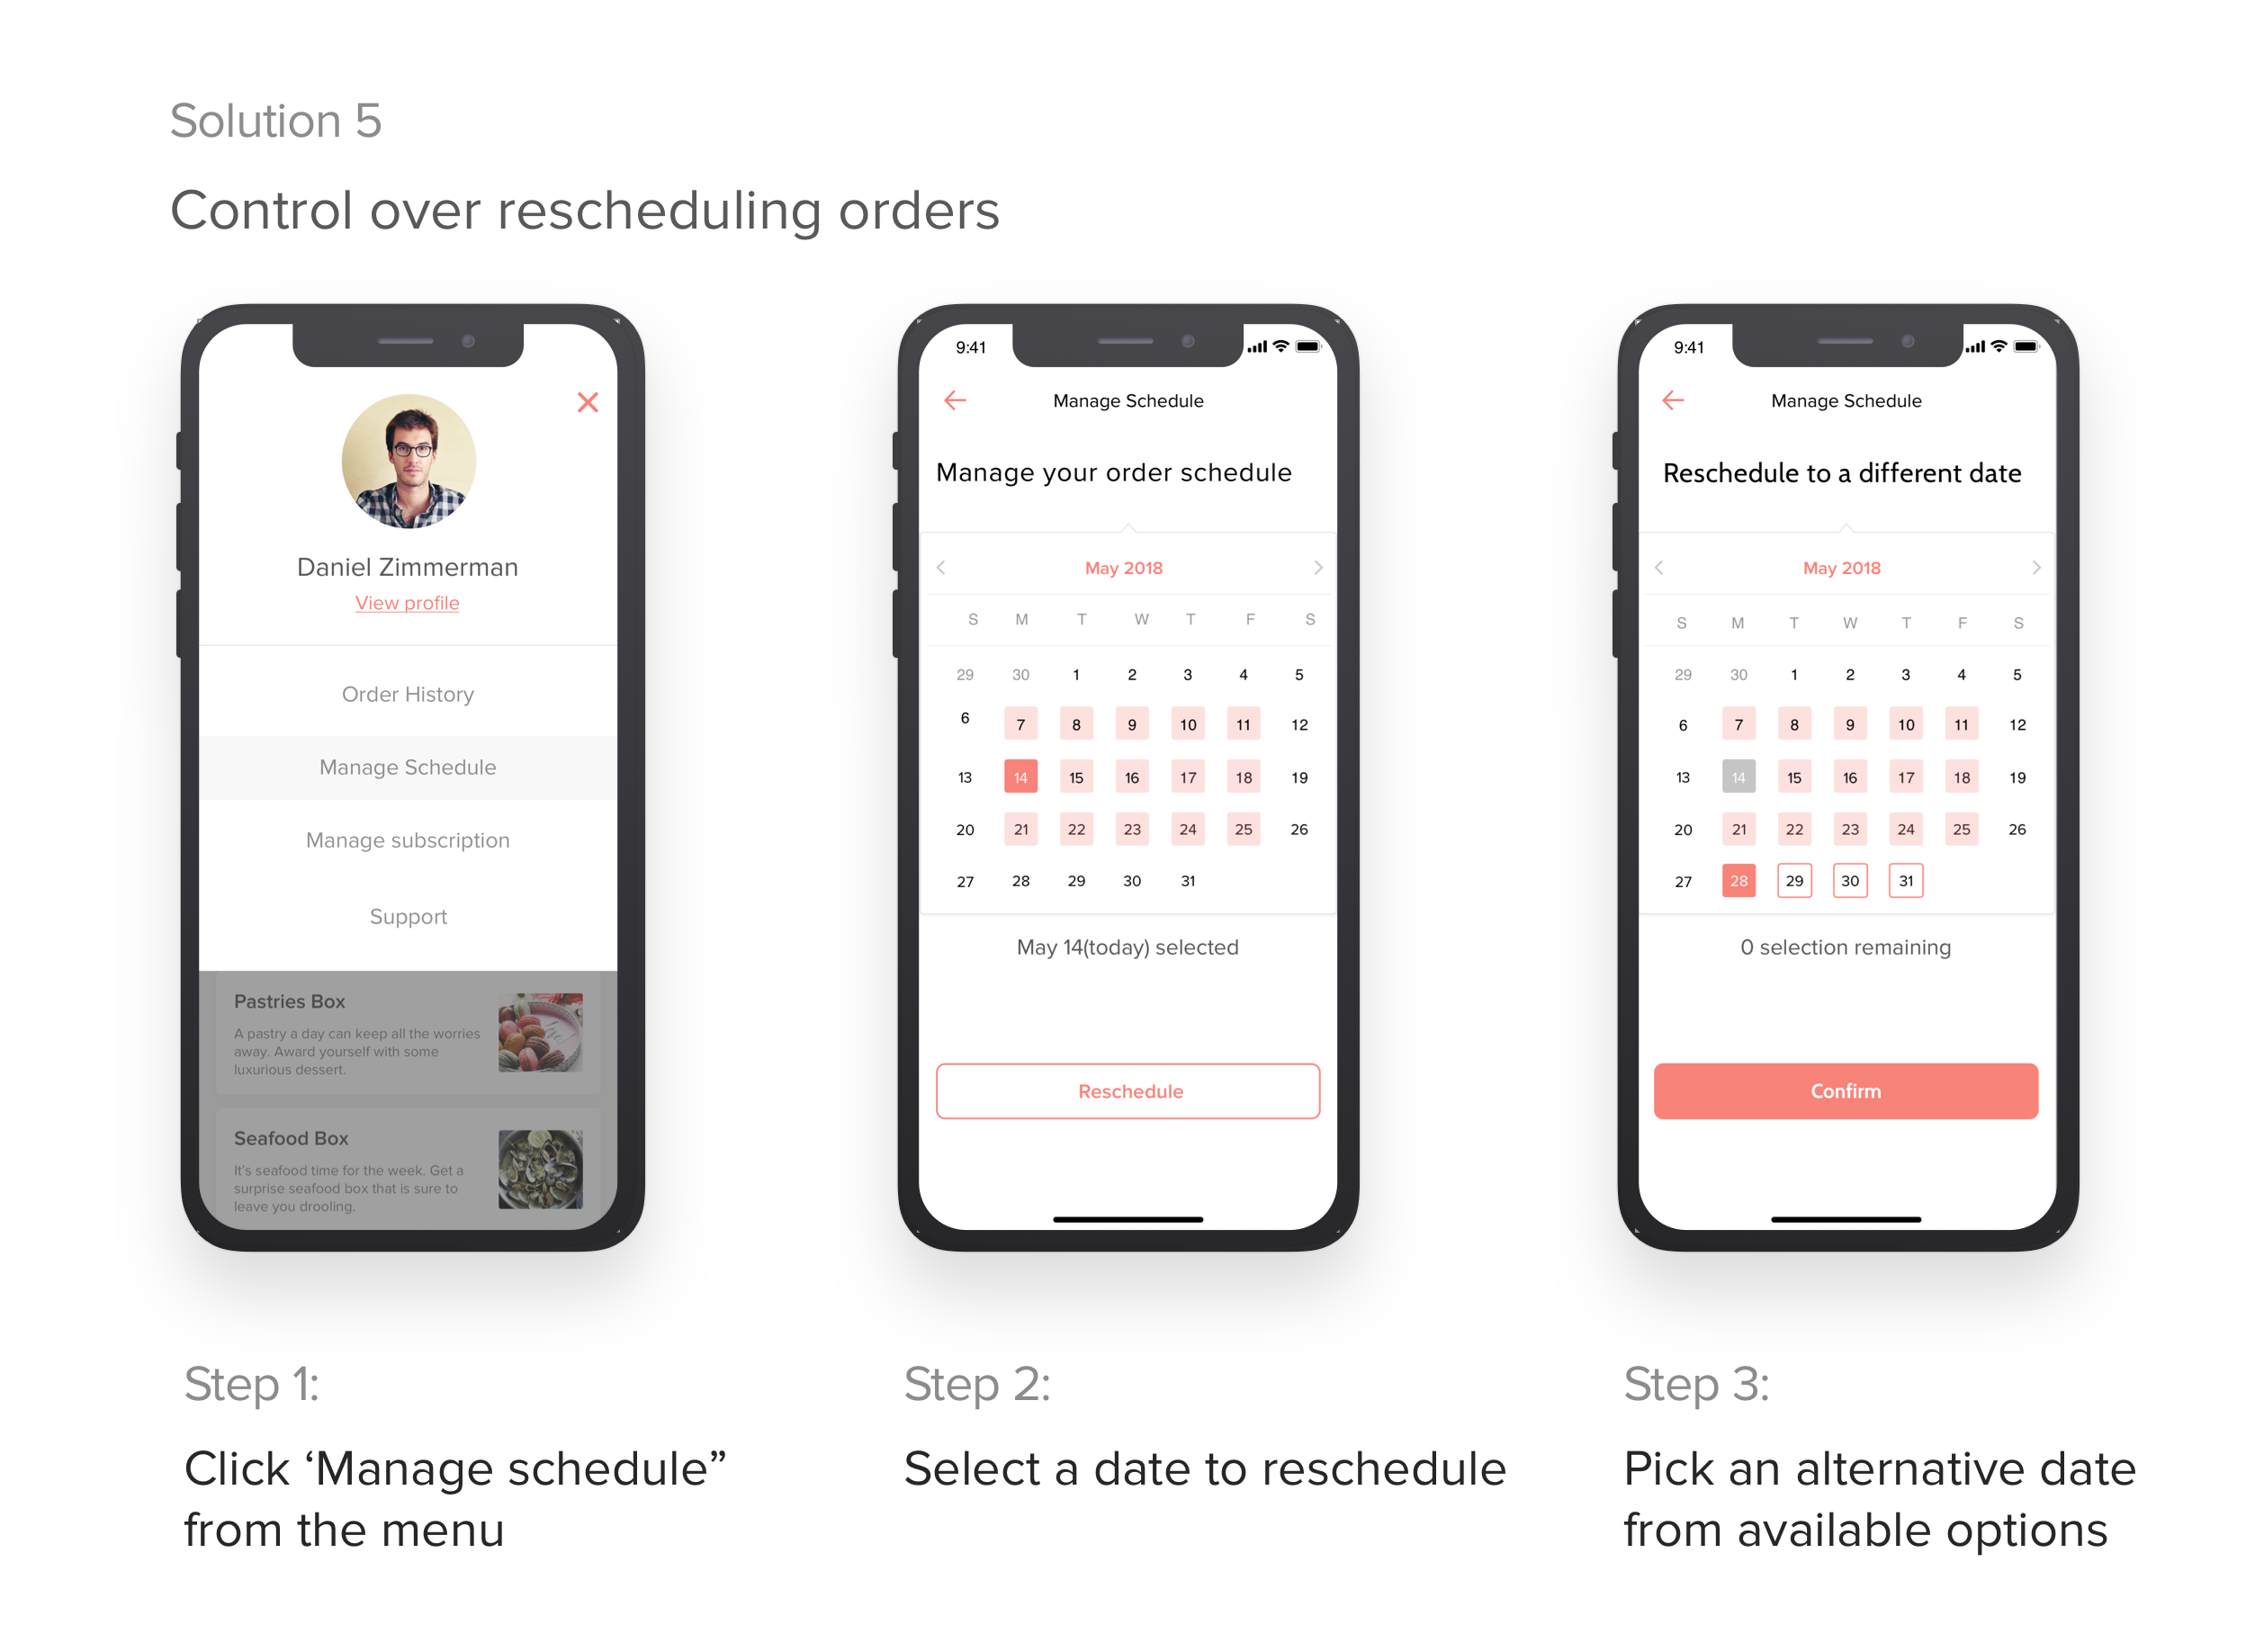 Solution 5
Control over rescheduling orders
Daniel Zimmerman
View profile
Order History
Manage Schedule
Manage subscription
Support
Pastries Box
A pastry a day can keep all the worries
away. Award yourself with some
luxurious dessert.
Seafood Box
It's seafood time for the week. Get a
surprise seafood box that is sure to
leave you drooling.
9:41
Manage Schedule
Manage your order schedule
May 2018
S M T W T F S
29 30 1 2 3 4 5
6 7 8 9 10 11 12
13 14 15 16 17 18 19
20 21 22 23 24 25 26
27 28 29 30 31
May 14(today) selected
Reschedule
9:41
Manage Schedule
Reschedule to a different date
May 2018
S M T W T F S
29 30 1 2 3 4 5
6 7 8 9 10 11 12
13 14 15 16 17 18 19
20 21 22 23 24 25 26
27 28 29 30 31
0 selection remaining
Confirm
Step 1:
Click ‘Manage schedule”
from the menu
Step 2:
Select a date to reschedule
Step 3:
Pick an alternative date
from available options